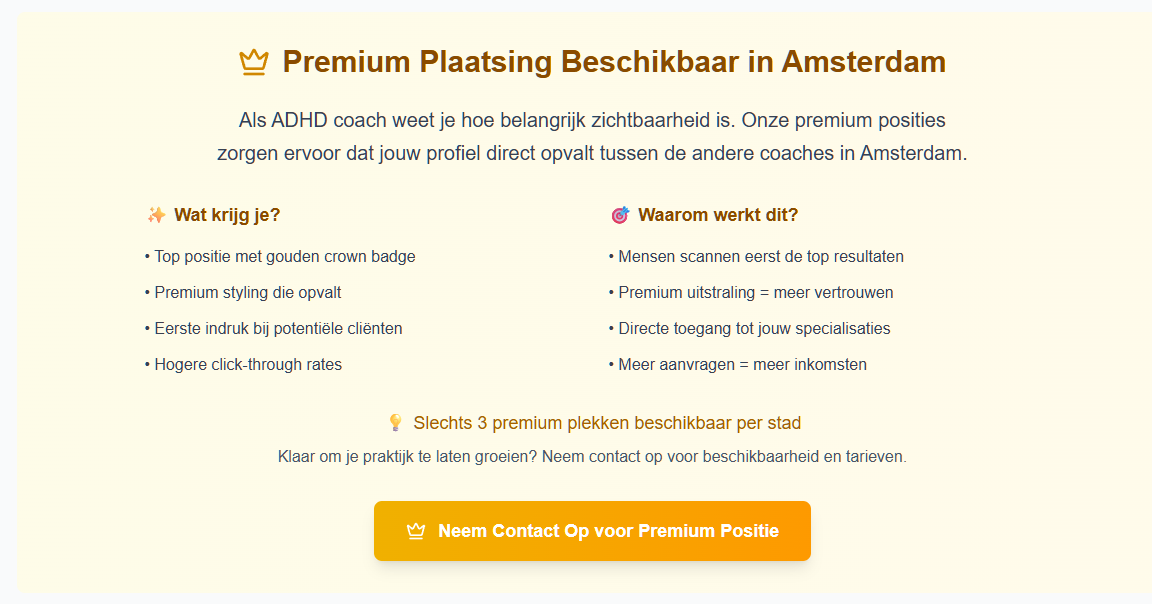 Premium Plaatsing Beschikbaar in Amsterdam
Als ADHD coach weet je hoe belangrijk zichtbaarheid is. Onze premium posities
zorgen ervoor dat jouw profiel direct opvalt tussen de andere coaches in Amsterdam.
✨ Wat krijg je?
• Top positie met gouden crown badge
• Premium styling die opvalt
• Eerste indruk bij potentiële cliënten
• Hogere click-through rates
🎯 Waarom werkt dit?
• Mensen scannen eerst de top resultaten
• Premium uitstraling = meer vertrouwen
• Directe toegang tot jouw specialisaties
• Meer aanvragen = meer inkomsten
💡 Slechts 3 premium plekken beschikbaar per stad
Klaar om je praktijk te laten groeien? Neem contact op voor beschikbaarheid en tarieven.
Neem Contact Op voor Premium Positie